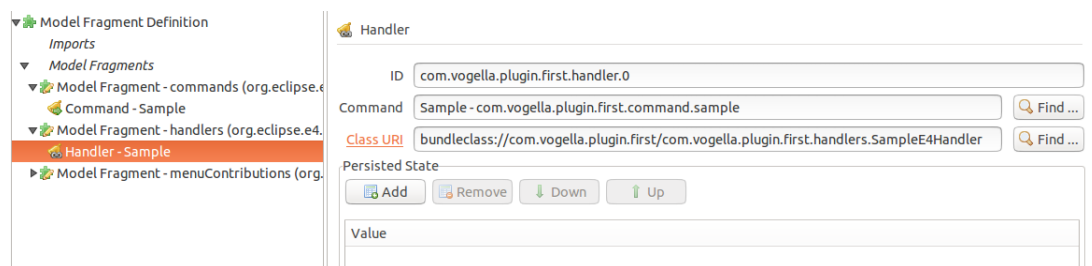 Model Fragment Definition
Imports
Model Fragments
Model Fragment - commands (org.eclipse.e
Command - Sample
Model Fragment - handlers (org.eclipse.e4.
Handler - Sample
Model Fragment - menuContributions (org.
Handler
ID com.vogella.plugin.first.handler.0
Command Sample - com.vogella.plugin.first.command.sample Find ...
Class URI bundleclass://com.vogella.plugin.first/com.vogella.plugin.first.handlers.SampleE4Handler Find ...
Persisted State
Add Remove Down Up
Value